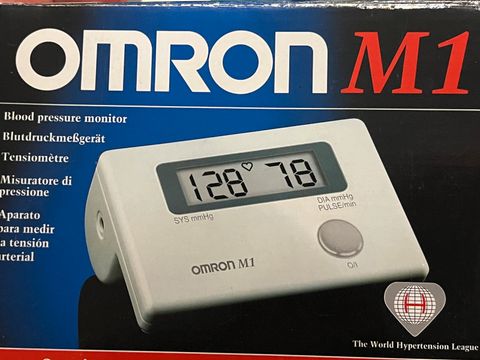 OMRON M1
Blood pressure monitor
Blutdruckmeßgerät
Tensiomètre
Misuratore di
pressione
Aparato
para medir
a tensión
arterial
128 78
SYS mmHg
DIA mmHg
PULSE/min
OMRON M1
O/I
H
The World Hypertension League